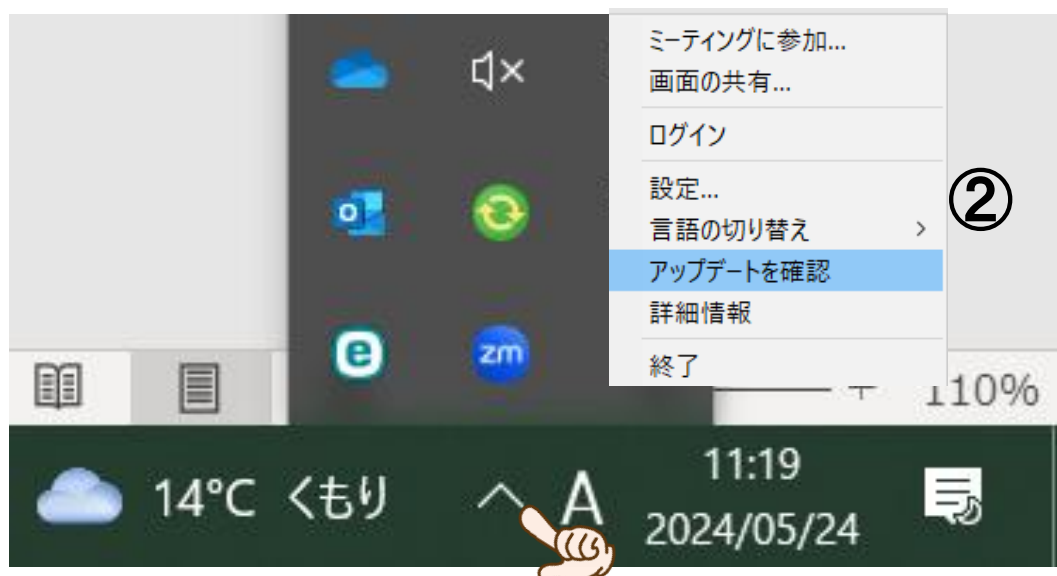 ミーティングに参加...
画面の共有...
ログイン
設定...
②
言語の切り替え >
アップデートを確認
詳細情報
終了
o
e
zm
110%
14°C くもり
A
11:19
2024/05/24